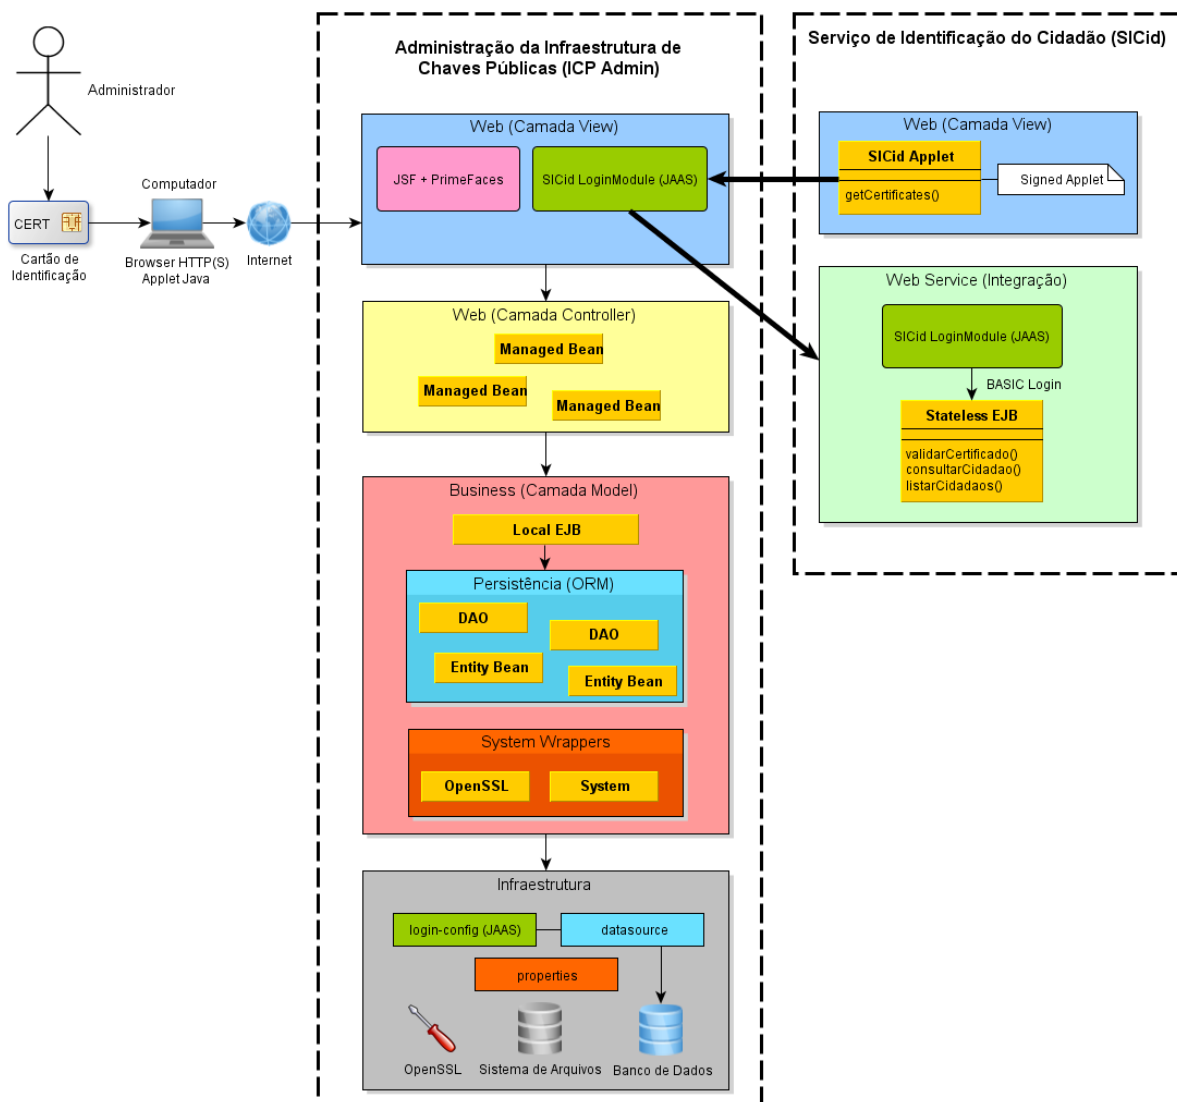 Administrador
CERT
Cartão de
Identificação
Computador
Browser HTTP(S)
Applet Java
Internet
Administração da Infraestrutura de
Chaves Públicas (ICP Admin)
Web (Camada View)
JSF + PrimeFaces
SICid LoginModule (JAAS)
Web (Camada Controller)
Managed Bean
Managed Bean
Managed Bean
Business (Camada Model)
Local EJB
Persistência (ORM)
DAO
DAO
Entity Bean
Entity Bean
System Wrappers
OpenSSL
System
Infraestrutura
login-config (JAAS)
datasource
properties
OpenSSL
Sistema de Arquivos
Banco de Dados
Serviço de Identificação do Cidadão (SICid)
Web (Camada View)
SICid Applet
getCertificates()
Signed Applet
Web Service (Integração)
SICid LoginModule (JAAS)
BASIC Login
Stateless EJB
validarCertificado()
consultarCidadao()
listarCidadaos()